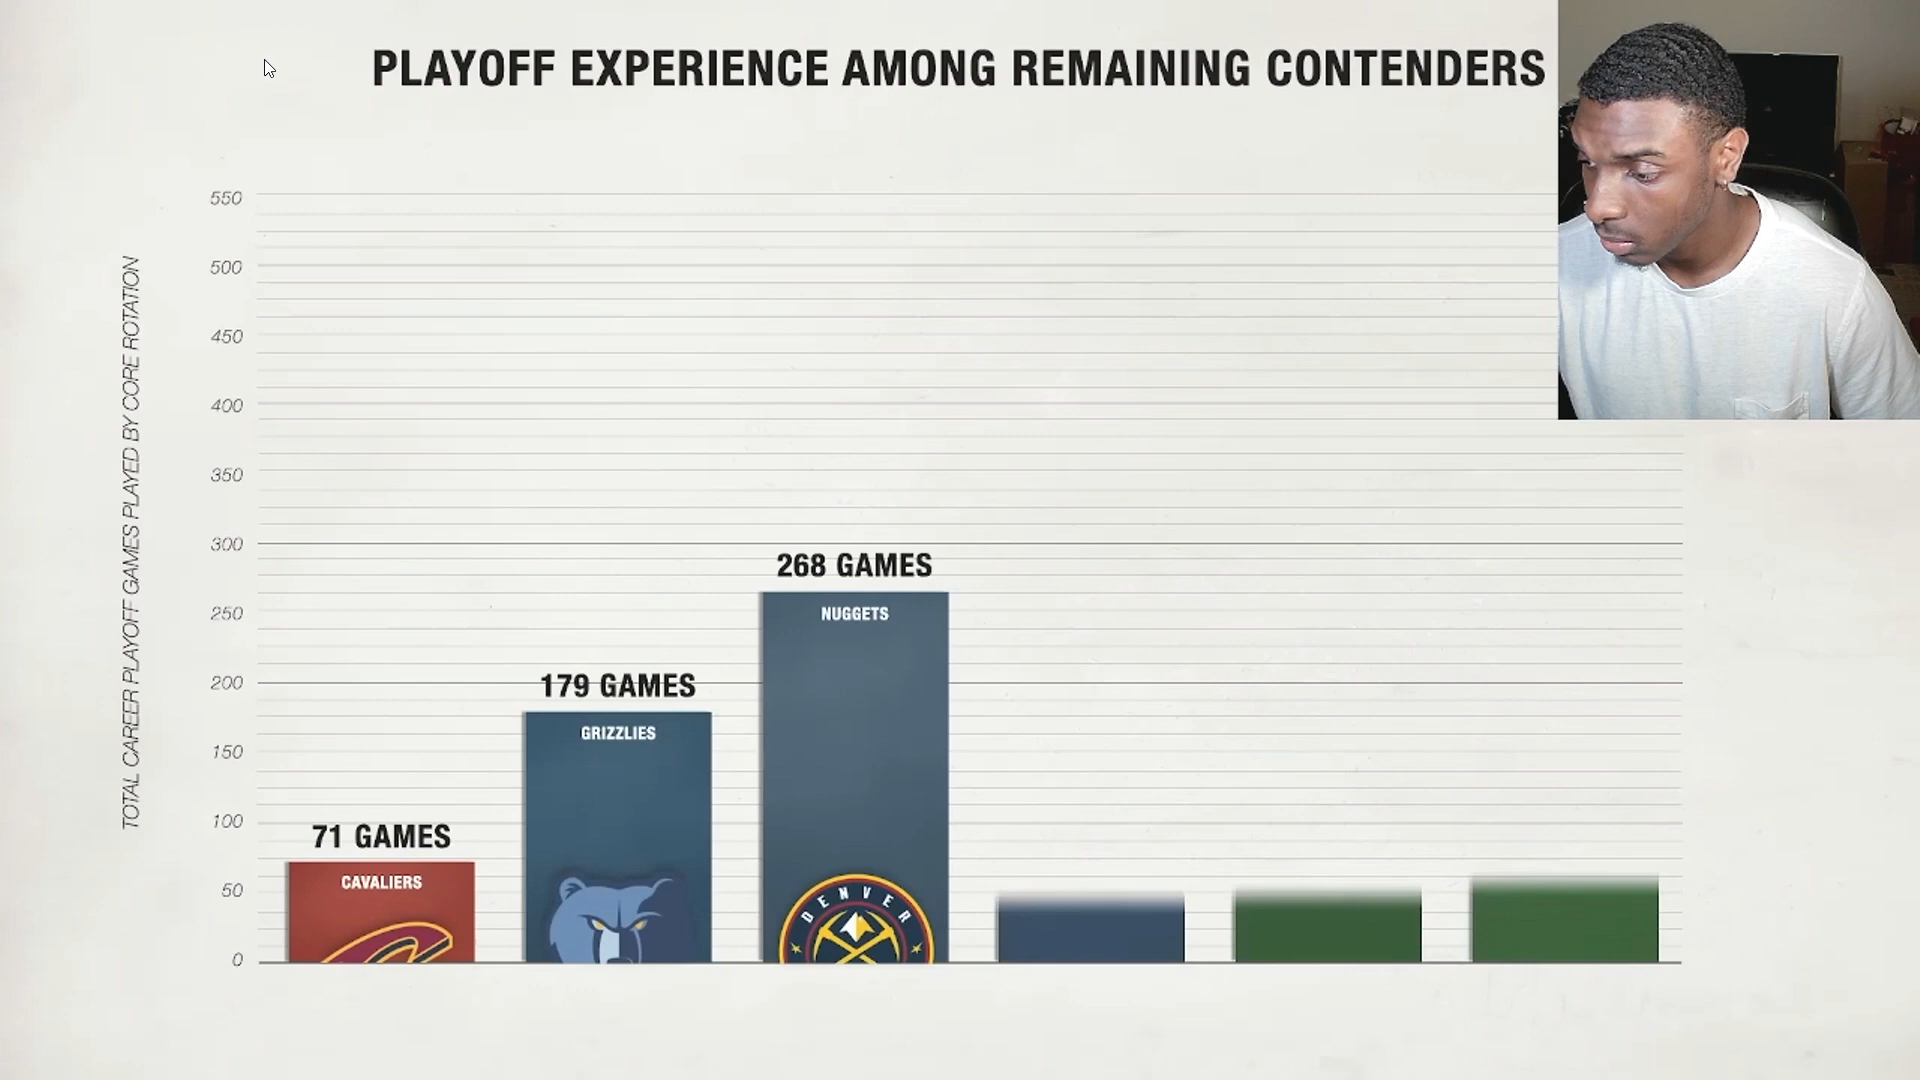 PLAYOFF EXPERIENCE AMONG REMAINING CONTENDERS
TOTAL CAREER PLAYOFF GAMES PLAYED BY CORE ROTATION
550
500
450
400
350
300
250
200
150
100
50
0
71 GAMES
CAVALIERS
179 GAMES
GRIZZLIES
268 GAMES
NUGGETS
DENVER